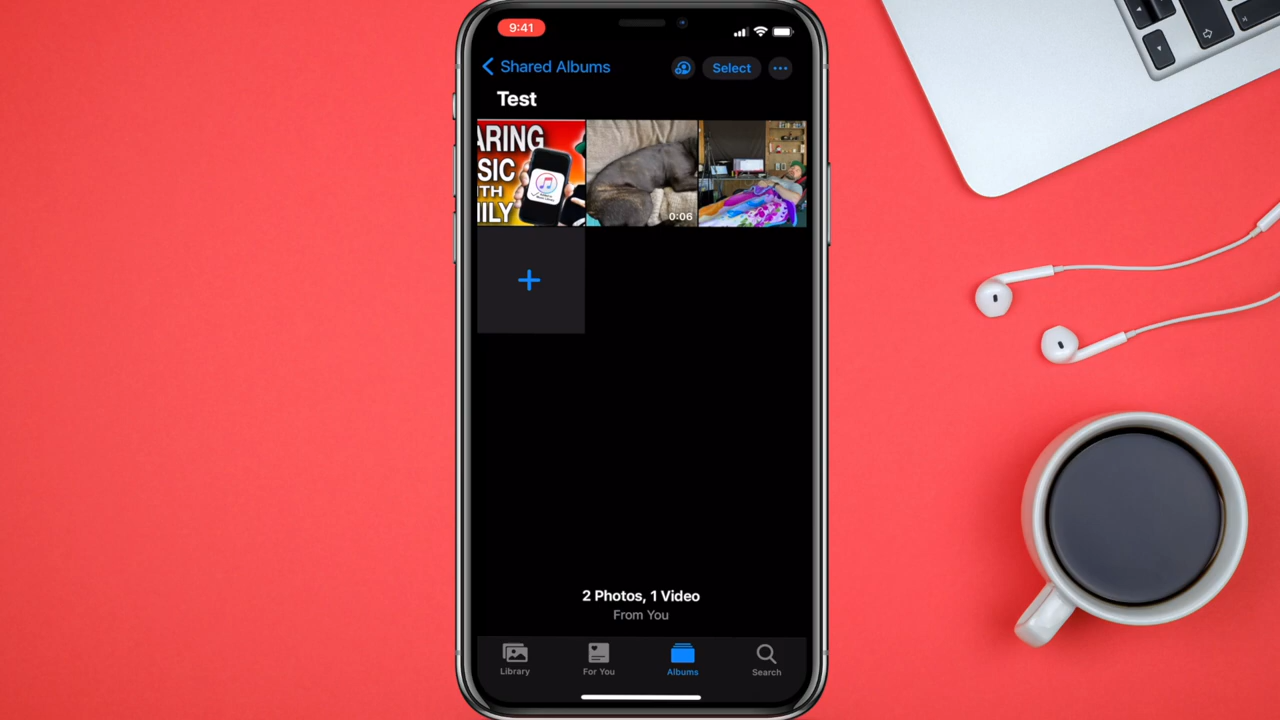 9:41
Shared Albums
Select
Test
ARING
SIC
TH
ILY
0:06
2 Photos, 1 Video
From You
Library
For You
Albums
Search